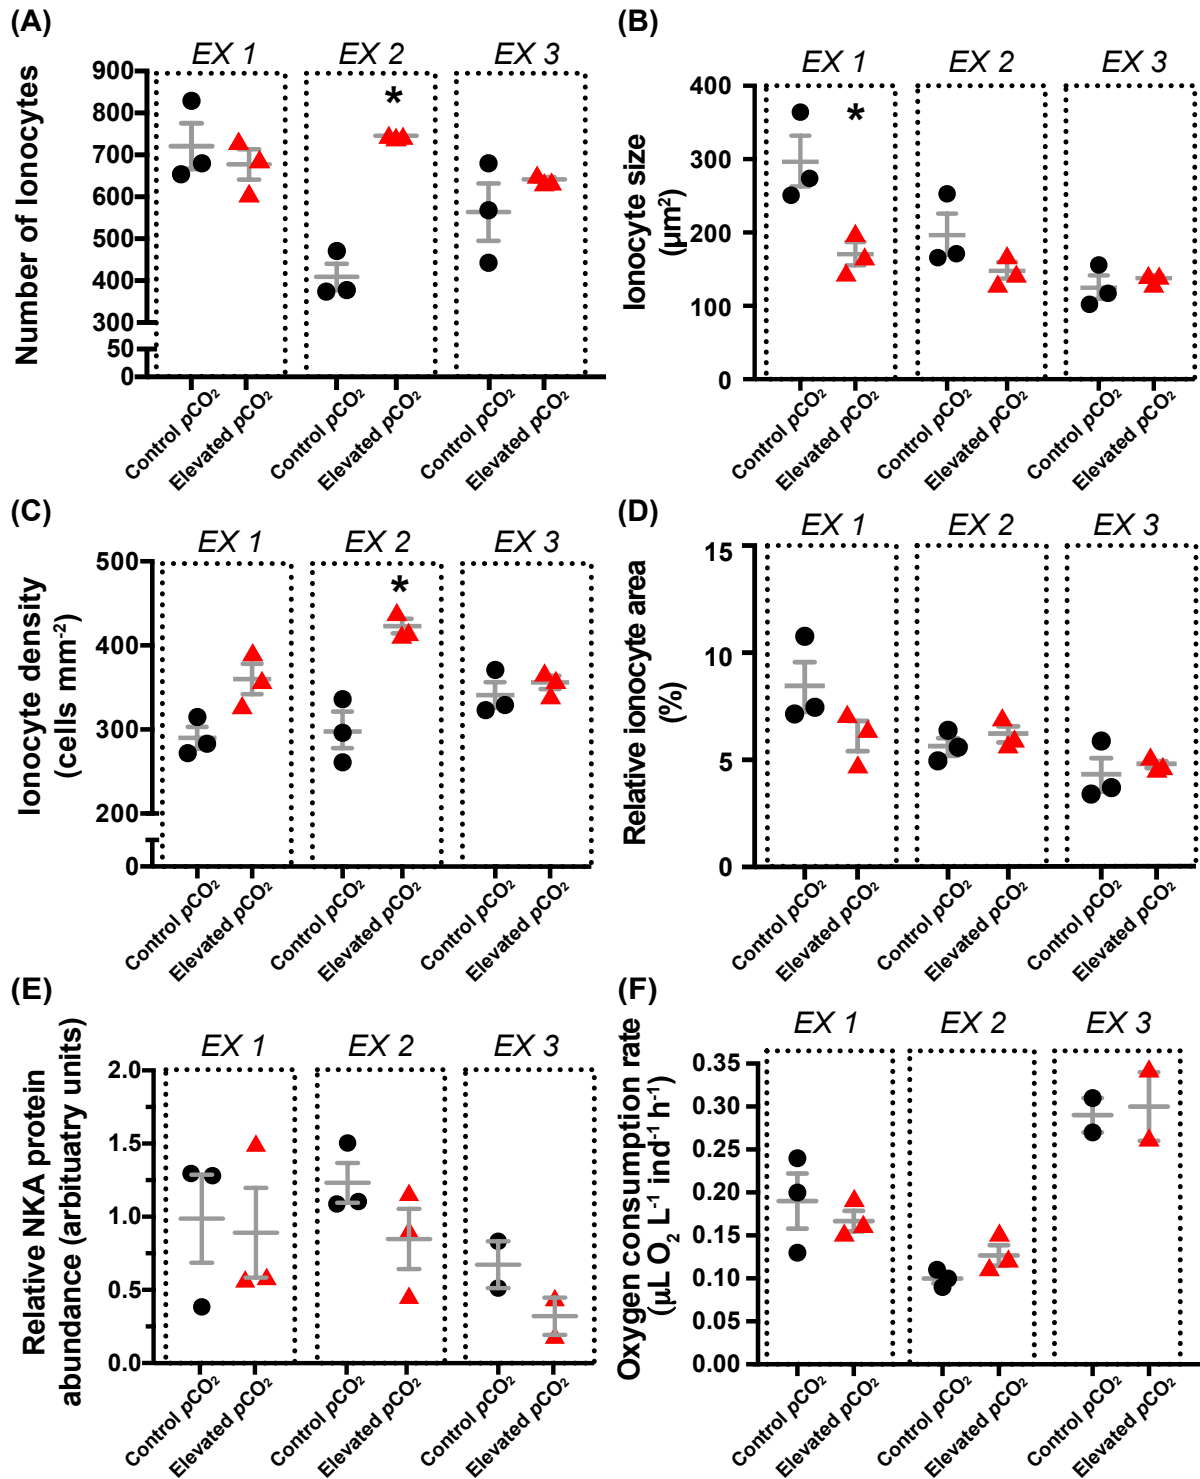 (A)
EX 1 EX 2 EX 3
Number of Ionocytes
900
800
700
600
500
400
300
50
0
*
Control pCO₂ Elevated pCO₂ Control pCO₂ Elevated pCO₂ Control pCO₂ Elevated pCO₂
(B)
EX 1 EX 2 EX 3
Ionocyte size
(µm²)
400
300
200
100
0
*
Control pCO₂ Elevated pCO₂ Control pCO₂ Elevated pCO₂ Control pCO₂ Elevated pCO₂
(C)
EX 1 EX 2 EX 3
Ionocyte density
(cells mm⁻²)
500
400
300
200
0
*
Control pCO₂ Elevated pCO₂ Control pCO₂ Elevated pCO₂ Control pCO₂ Elevated pCO₂
(D)
EX 1 EX 2 EX 3
Relative ionocyte area
(%)
15
10
5
0
Control pCO₂ Elevated pCO₂ Control pCO₂ Elevated pCO₂ Control pCO₂ Elevated pCO₂
(E)
EX 1 EX 2 EX 3
Relative NKA protein
abundance (arbituatry units)
2.0
1.5
1.0
0.5
0.0
Control pCO₂ Elevated pCO₂ Control pCO₂ Elevated pCO₂ Control pCO₂ Elevated pCO₂
(F)
EX 1 EX 2 EX 3
Oxygen consumption rate
(µL O₂ L⁻¹ ind⁻¹ h⁻¹)
0.35
0.30
0.25
0.20
0.15
0.10
0.05
0.00
Control pCO₂ Elevated pCO₂ Control pCO₂ Elevated pCO₂ Control pCO₂ Elevated pCO₂